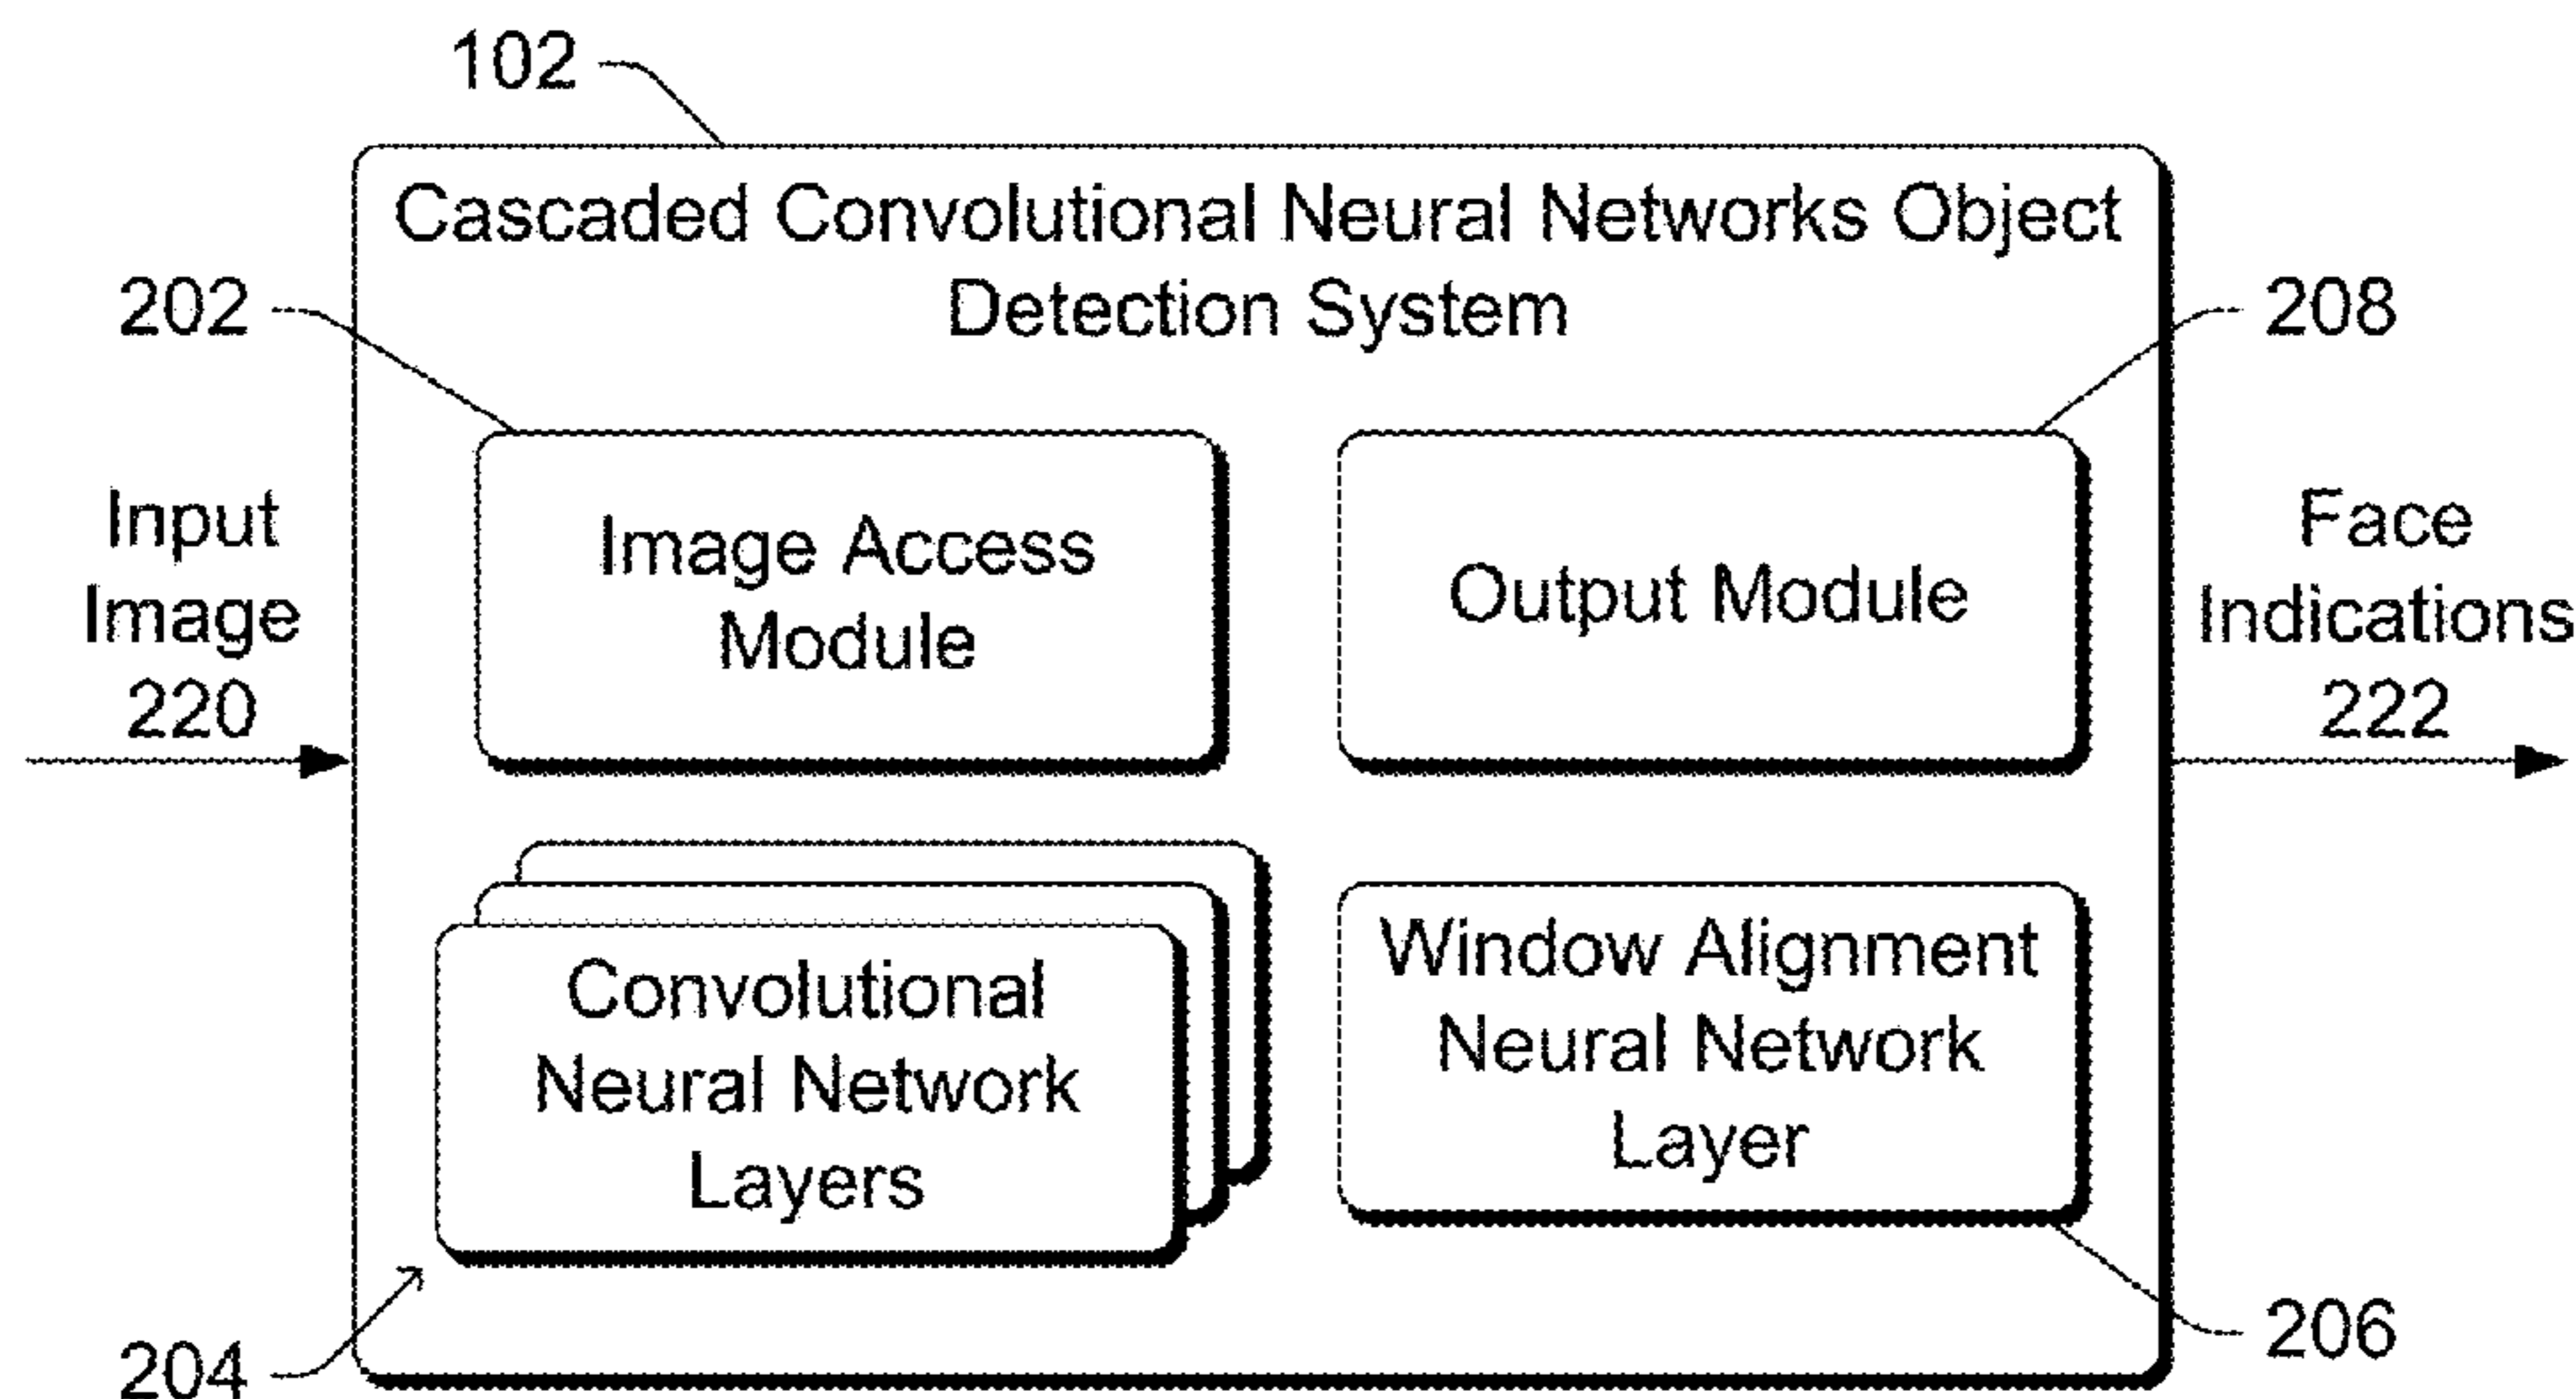 102
Cascaded Convolutional Neural Networks Object
Detection System
202
208
Input
Image
220
Image Access
Module
Output Module
Face
Indications
222
Convolutional
Neural Network
Layers
Window Alignment
Neural Network
Layer
204
206